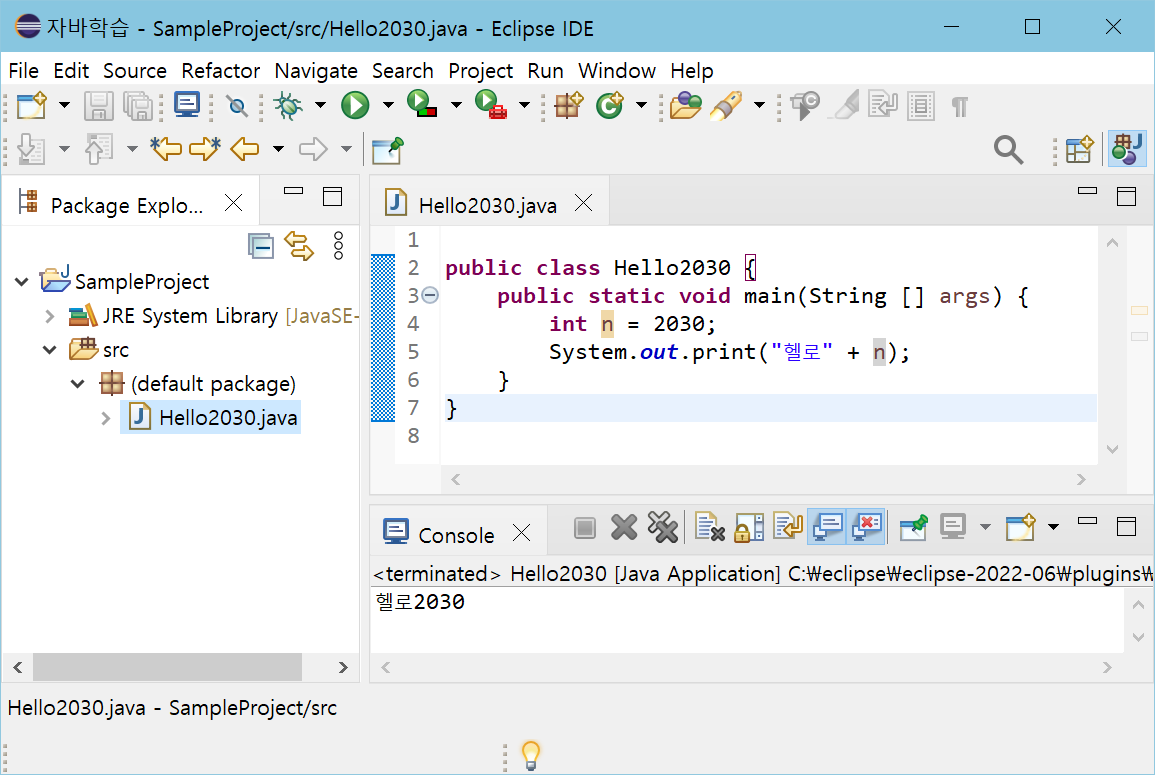 자바학습 - SampleProject/src/Hello2030.java - Eclipse IDE
File Edit Source Refactor Navigate Search Project Run Window Help
Package Explo...
SampleProject
JRE System Library [JavaSE-
src
(default package)
Hello2030.java
Hello2030.java
1
2 public class Hello2030 {
3 public static void main(String [] args) {
4 int n = 2030;
5 System.out.print("헬로" + n);
6 }
7 }
8
Console
<terminated> Hello2030 [Java Application] C:₩eclipse₩eclipse-2022-06₩plugins₩
헬로2030
Hello2030.java - SampleProject/src